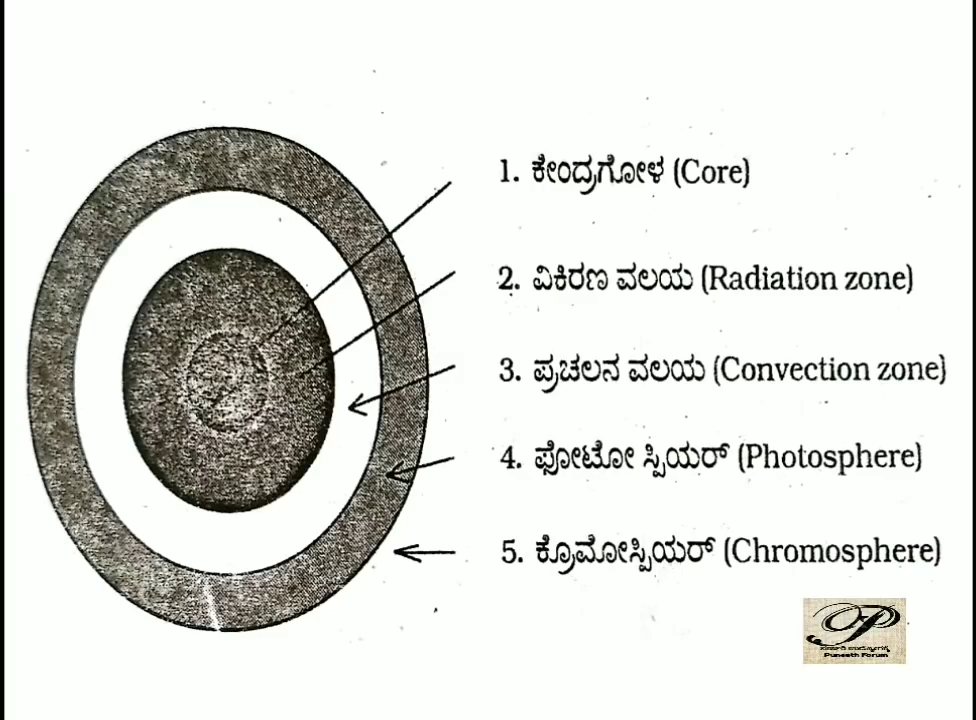 1. ಕೇಂದ್ರಗೋಳ (Core)
2. ವಿಕಿರಣ ವಲಯ (Radiation zone)
3. ಪ್ರಚಲನ ವಲಯ (Convection zone)
4. ಫೋಟೋ ಸ್ಪಿಯರ್ (Photosphere)
5. ಕ್ರೊಮೋಸ್ಪಿಯರ್ (Chromosphere)
P
Puneeth Forum